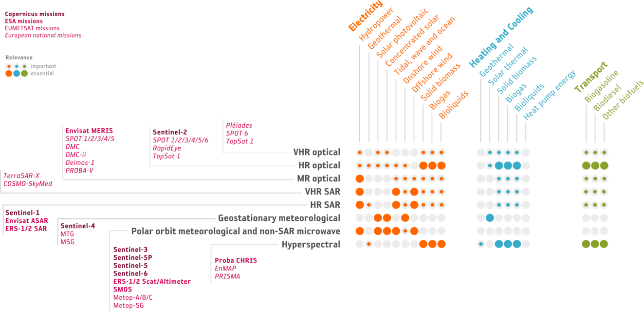 Copernicus missions
ESA missions
EUMETSAT missions
European national missions
Relevance
important
essential
Electricity
Hydropower
Geothermal
Solar photovoltaic
Concentrated solar
Tidal, wave and ocean
Onshore wind
Offshore wind
Solid biomass
Biogas
Bioliquids
Heating and Cooling
Geothermal
Solar thermal
Solid biomass
Biogas
Bioliquids
Heat pump energy
Transport
Biogasoline
Biodiesel
Other biofuels
Pléiades
SPOT 6
TopSat 1
Sentinel-2
SPOT 1/2/3/4/5/6
RapidEye
TopSat 1
Envisat MERIS
SPOT 1/2/3/4/5
DMC
DMC-ii
Deimos-1
PROBA-V
TerraSAR-X
COSMO-SkyMed
VHR optical
HR optical
MR optical
VHR SAR
HR SAR
Geostationary meteorological
Polar orbit meteorological and non-SAR microwave
Hyperspectral
Sentinel-1
Envisat ASAR
ERS-1/2 SAR
Sentinel-4
MTG
MSG
Sentinel-3
Sentinel-5P
Sentinel-5
Sentinel-6
ERS-1/2 Scat/Altimeter
SMOS
Metop-A/B/C
Metop-SG
Proba CHRIS
EnMAP
PRISMA